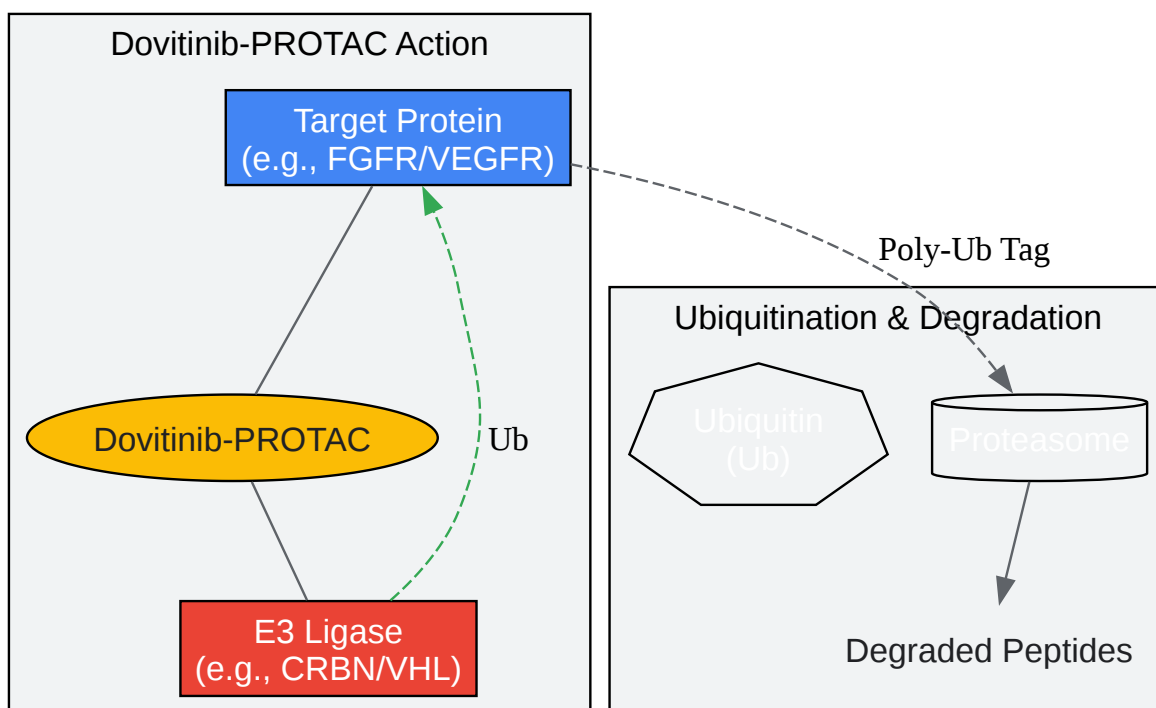 Dovitinib-PROTAC Action
Target Protein
(e.g., FGFR/VEGFR)
Poly-Ub Tag
Ubiquitination & Degradation
Ubiquitin
(Ub)
Proteasome
Dovitinib-PROTAC
Ub
E3 Ligase
(e.g., CRBN/VHL)
Degraded Peptides